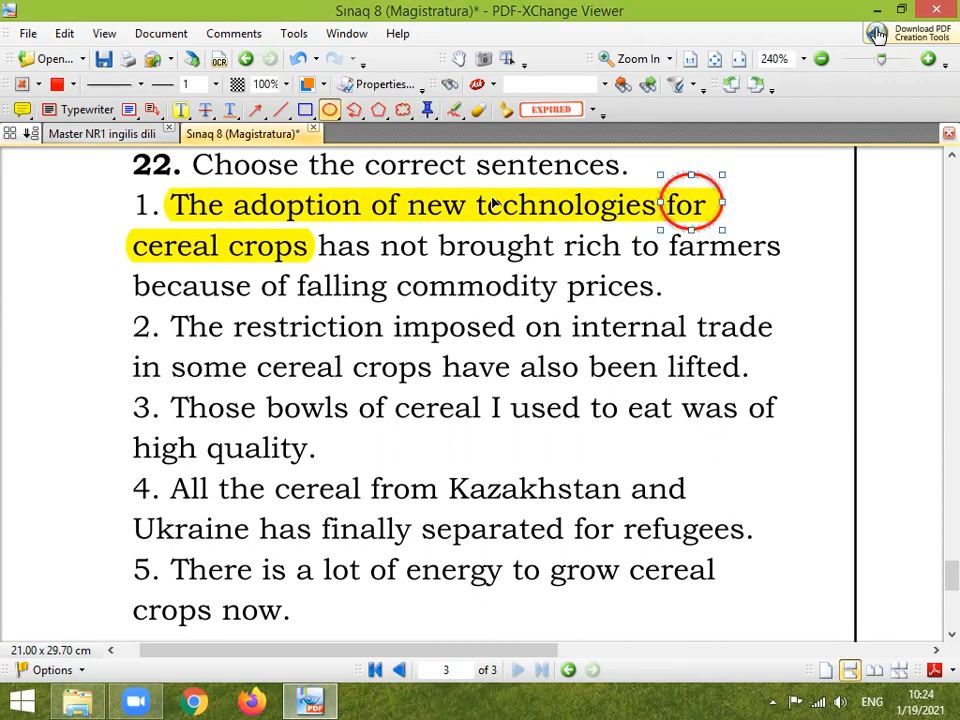 Sınaq 8 (Magistratura)* - PDF-XChange Viewer
File Edit View Document Comments Tools Window Help
Download PDF Creation Tools
Open... OCR Zoom In 240%
1 100% Properties...
Typewriter EXPIRED
Master NR1 ingilis dili Sınaq 8 (Magistratura)*
22. Choose the correct sentences.
1. The adoption of new technologies for
cereal crops has not brought rich to farmers
because of falling commodity prices.
2. The restriction imposed on internal trade
in some cereal crops have also been lifted.
3. Those bowls of cereal I used to eat was of
high quality.
4. All the cereal from Kazakhstan and
Ukraine has finally separated for refugees.
5. There is a lot of energy to grow cereal
crops now.
21.00 x 29.70 cm
Options 3 of 3
ENG 10:24
1/19/2021